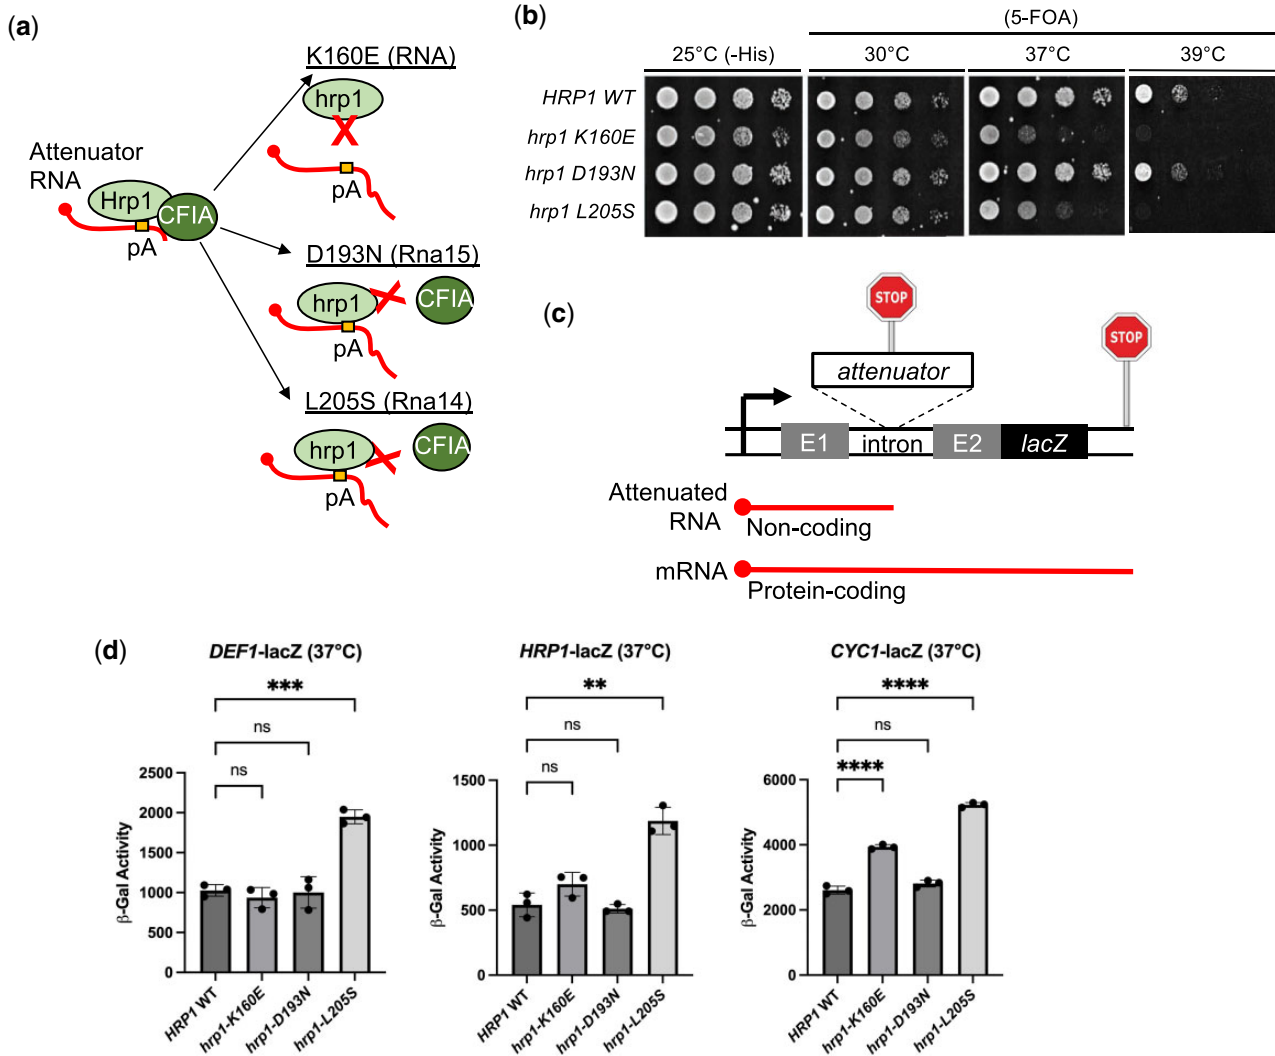 (a)
K160E (RNA)
hrp1
X
pA
Attenuator
RNA
Hrp1
CFIA
pA
D193N (Rna15)
hrp1
X
CFIA
pA
L205S (Rna14)
hrp1
X
CFIA
pA
(b)
(5-FOA)
25°C (-His)
30°C
37°C
39°C
HRP1 WT
hrp1 K160E
hrp1 D193N
hrp1 L205S
(c)
STOP
STOP
attenuator
E1
intron
E2
lacZ
Attenuated
RNA
Non-coding
mRNA
Protein-coding
(d)
DEF1-lacZ (37°C)
***
ns
ns
2500
2000
1500
1000
500
0
β-Gal Activity
HRP1 WT
hrp1-K160E
hrp1-D193N
hrp1-L205S
HRP1-lacZ (37°C)
**
ns
ns
1500
1000
500
0
β-Gal Activity
HRP1 WT
hrp1-K160E
hrp1-D193N
hrp1-L205S
CYC1-lacZ (37°C)
****
ns
****
6000
4000
2000
0
β-Gal Activity
HRP1 WT
hrp1-K160E
hrp1-D193N
hrp1-L205S